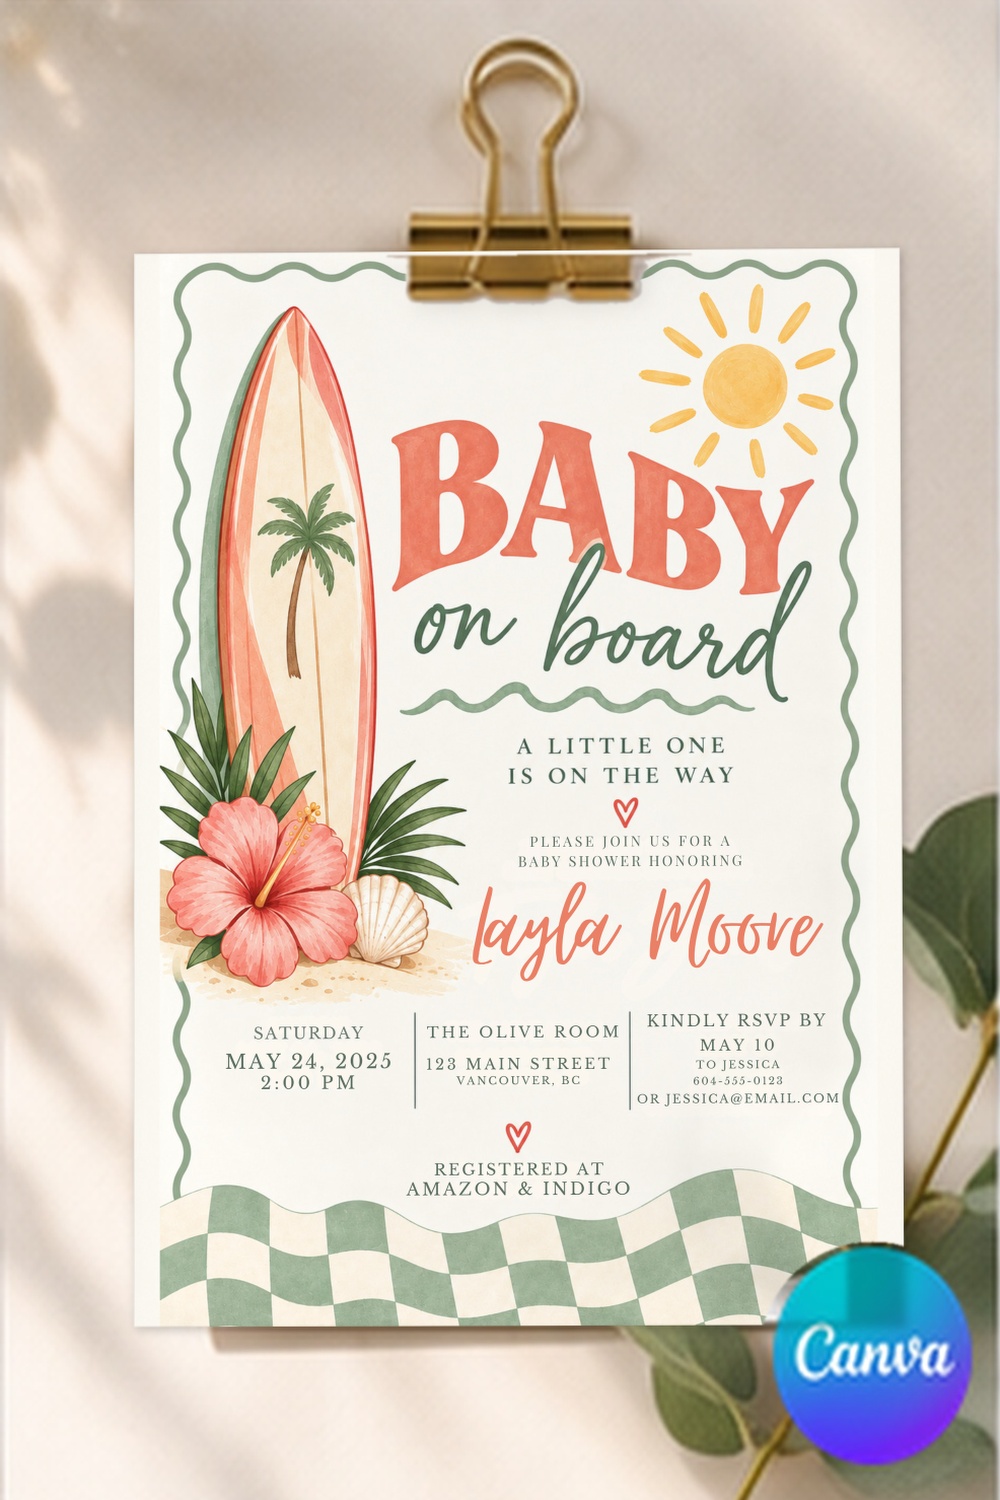 BABY
on board
A LITTLE ONE
IS ON THE WAY
PLEASE JOIN US FOR A
BABY SHOWER HONORING
Layla Moore
SATURDAY
MAY 24, 2025
2:00 PM
THE OLIVE ROOM
123 MAIN STREET
VANCOUVER, BC
KINDLY RSVP BY
MAY 10
TO JESSICA
604-555-0123
OR JESSICA@EMAIL.COM
REGISTERED AT
AMAZON & INDIGO
Canva